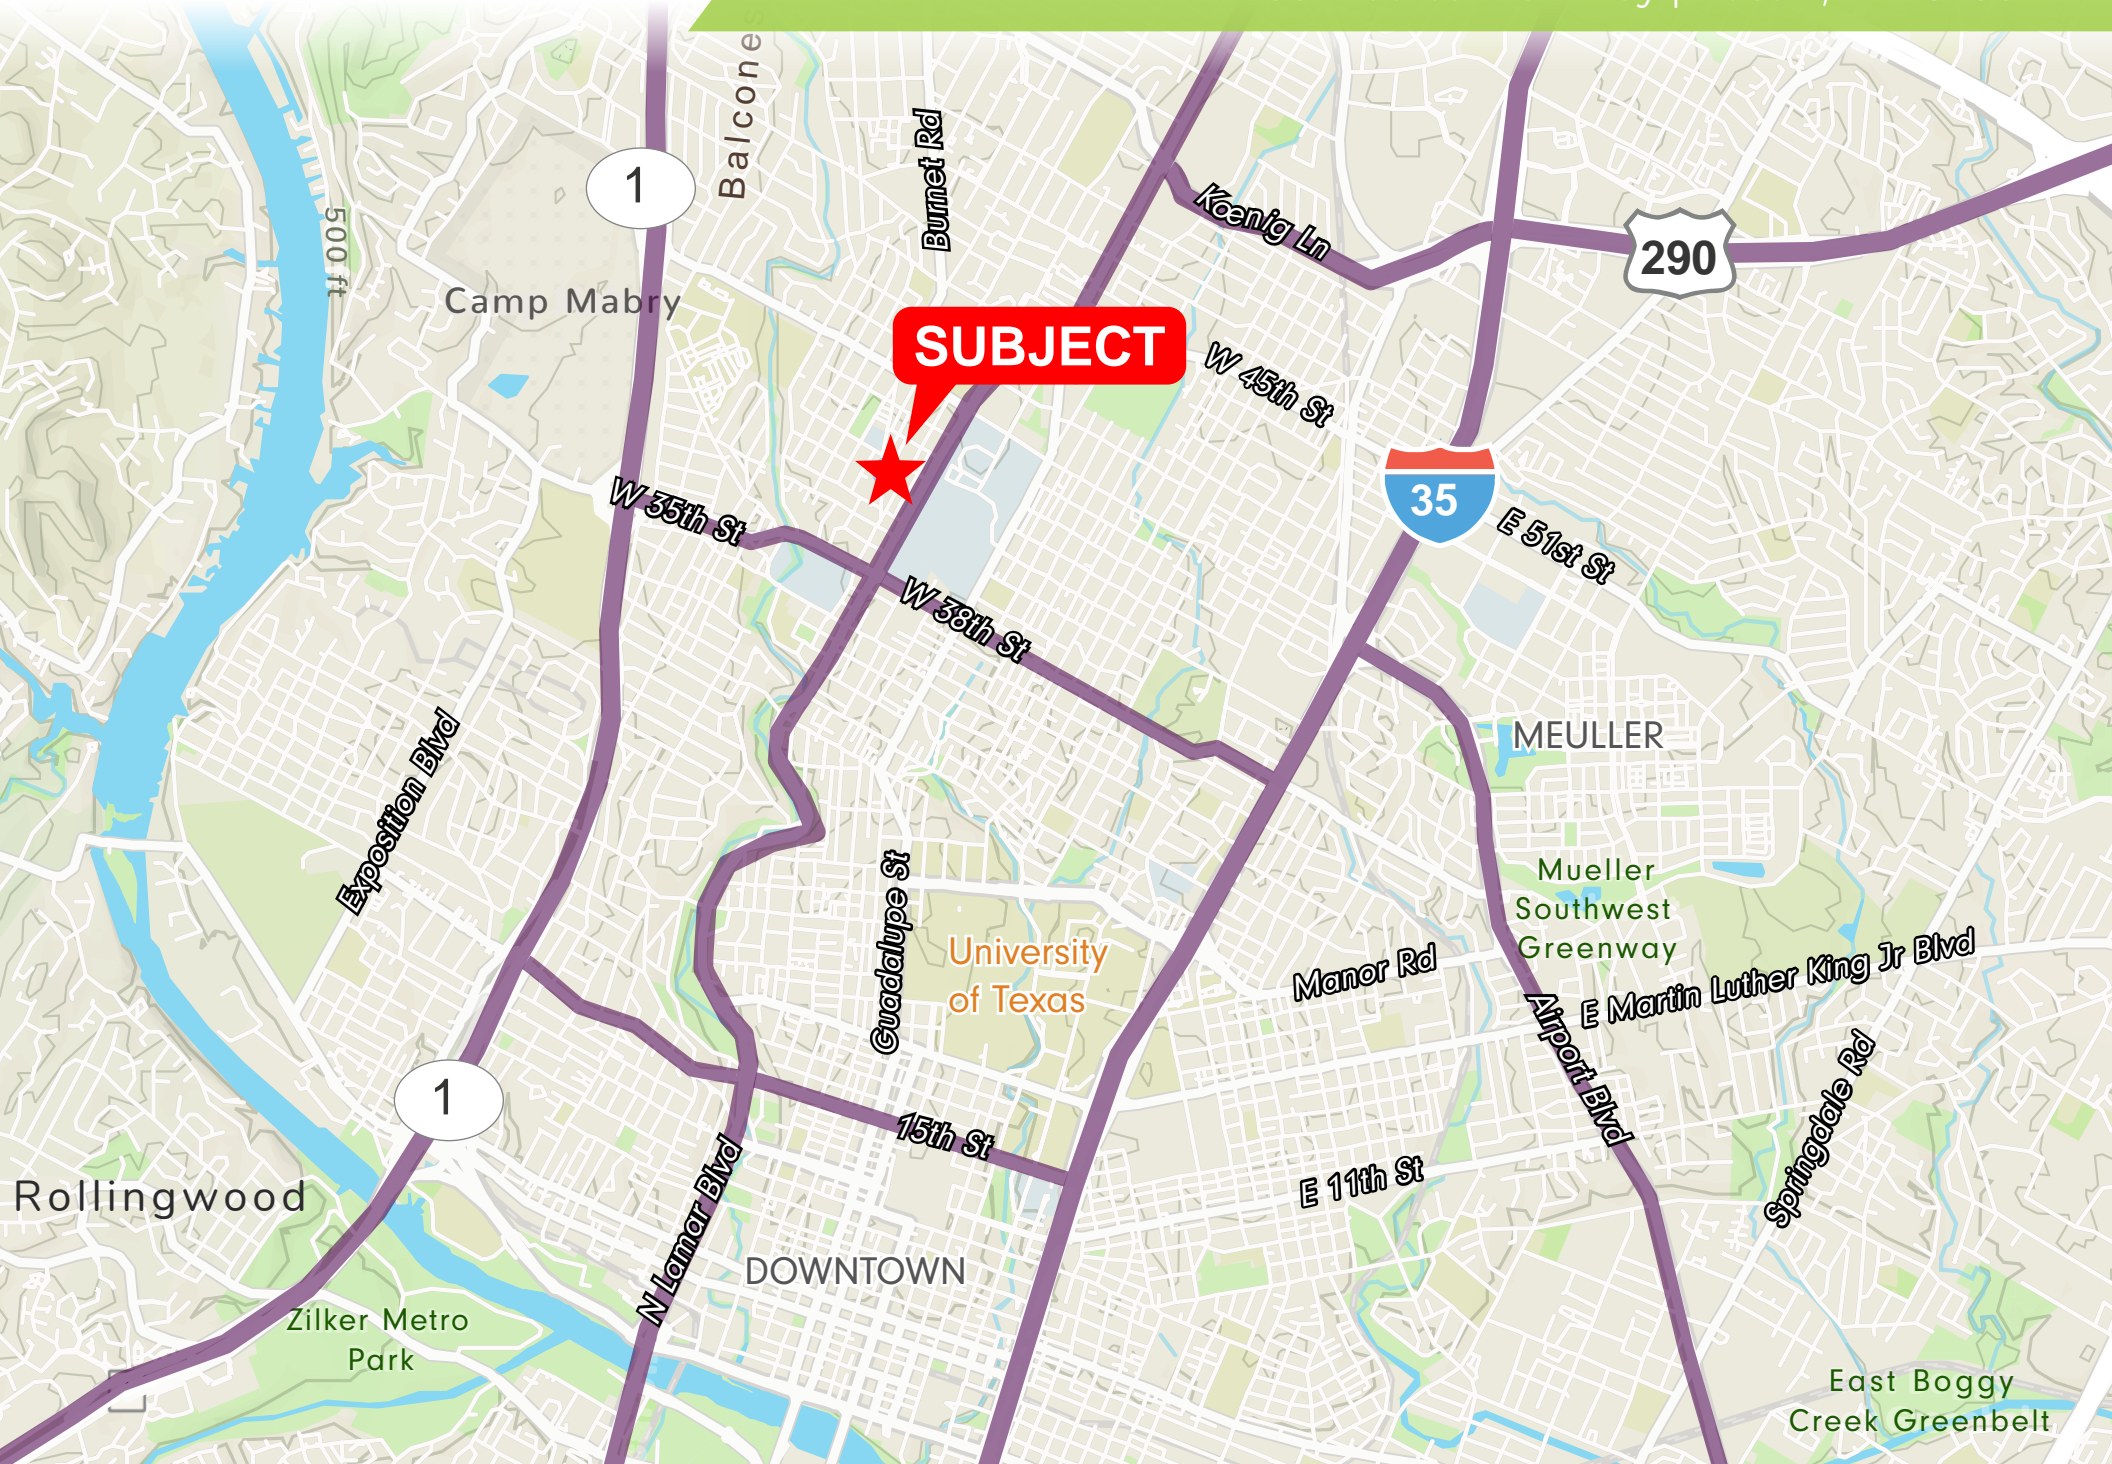 Balcones
1
Burnet Rd
Koenig Ln
290
500 ft
Camp Mabry
SUBJECT
W 45th St
35
W 35th St
E 51st St
W 38th St
MEULLER
Exposition Blvd
Guadalupe St
Mueller
Southwest
Greenway
University
of Texas
Manor Rd
E Martin Luther King Jr Blvd
Airport Blvd
1
15th St
Springdale Rd
E 11th St
Rollingwood
N Lamar Blvd
DOWNTOWN
Zilker Metro
Park
East Boggy
Creek Greenbelt